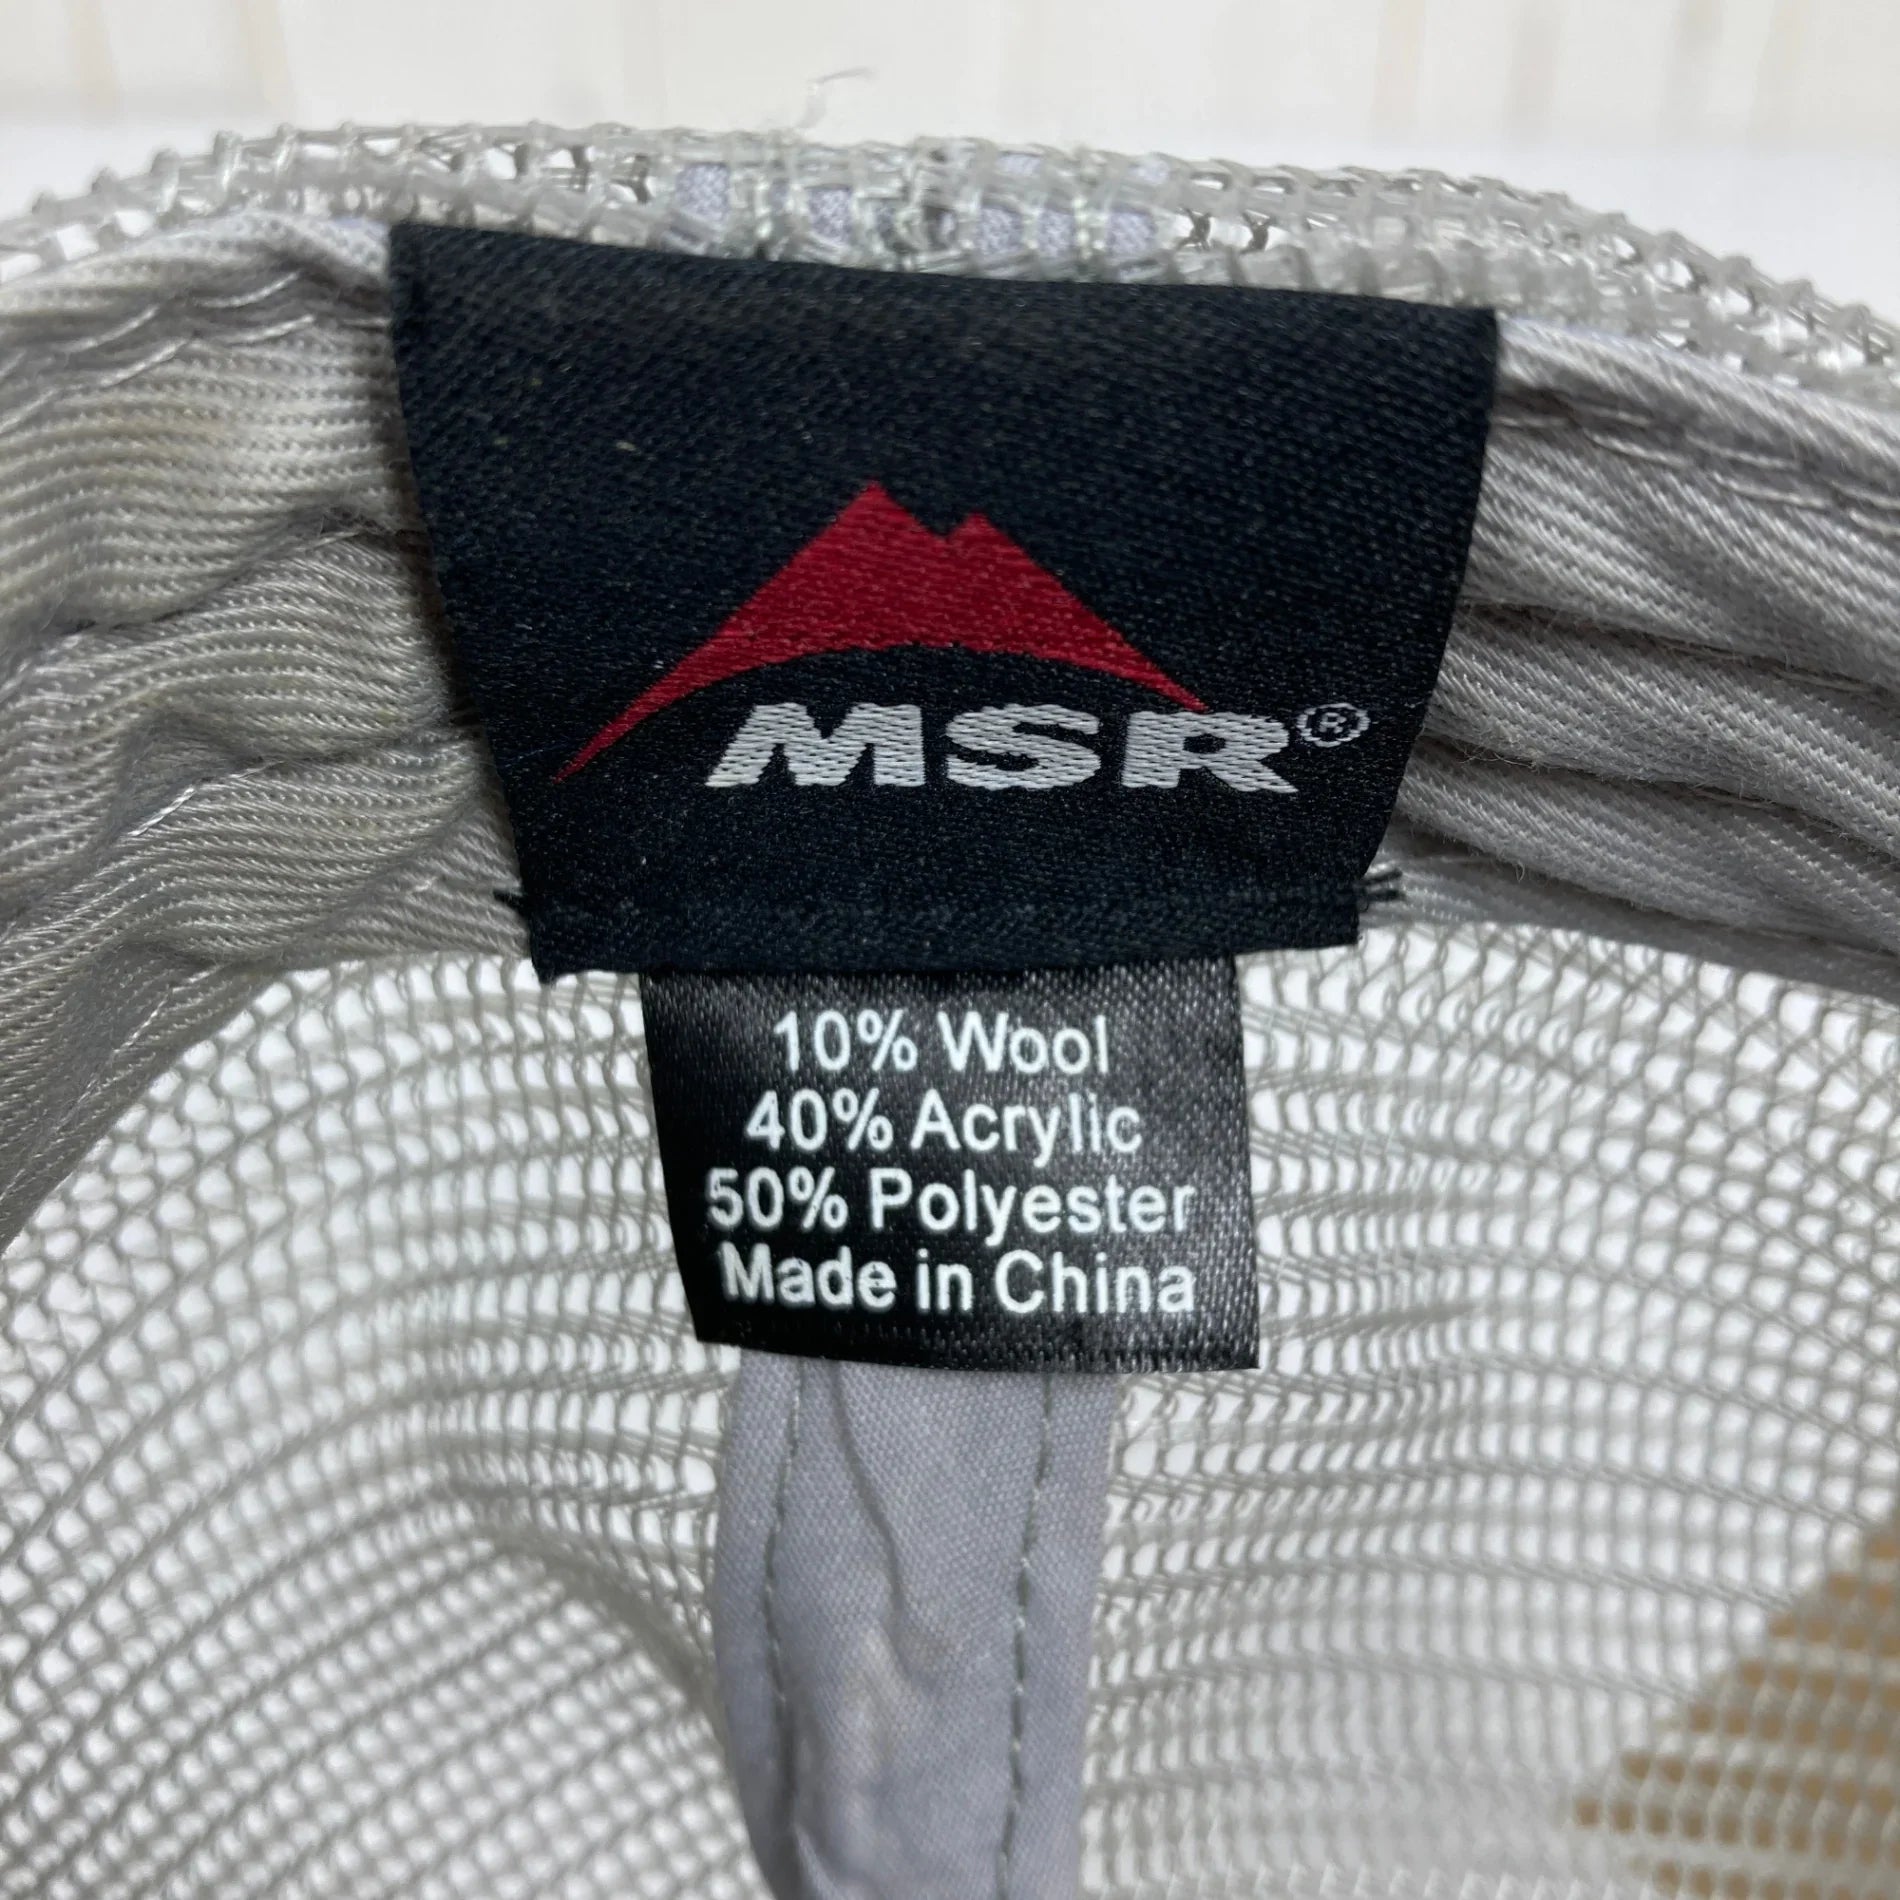 MSR®
10% Wool
40% Acrylic
50% Polyester
Made in China